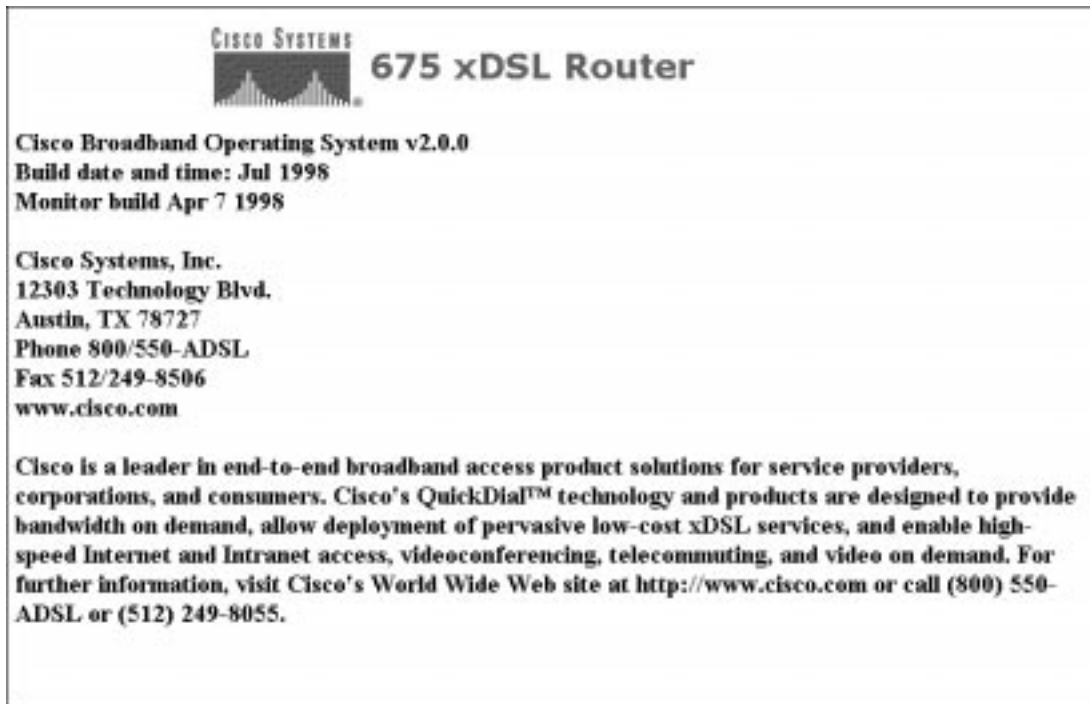 CISCO SYSTEMS
675 xDSL Router
Cisco Broadband Operating System v2.0.0
Build date and time: Jul 1998
Monitor build Apr 7 1998
Cisco Systems, Inc.
12303 Technology Blvd.
Austin, TX 78727
Phone 800/550-ADSL
Fax 512/249-8506
www.cisco.com
Cisco is a leader in end-to-end broadband access product solutions for service providers,
corporations, and consumers. Cisco's QuickDial™ technology and products are designed to provide
bandwidth on demand, allow deployment of pervasive low-cost xDSL services, and enable high-
speed Internet and Intranet access, videoconferencing, telecommuting, and video on demand. For
further information, visit Cisco's World Wide Web site at http://www.cisco.com or call (800) 550-
ADSL or (512) 249-8055.